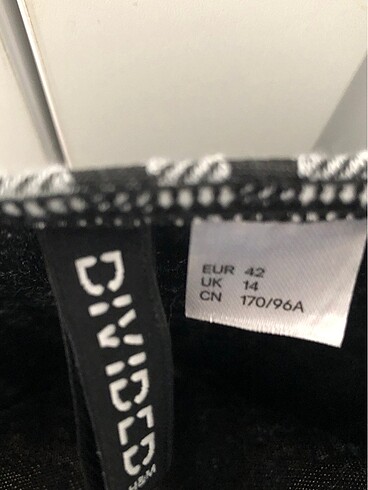 DIVIDED
H&M
EUR 42
UK 14
CN 170/96A